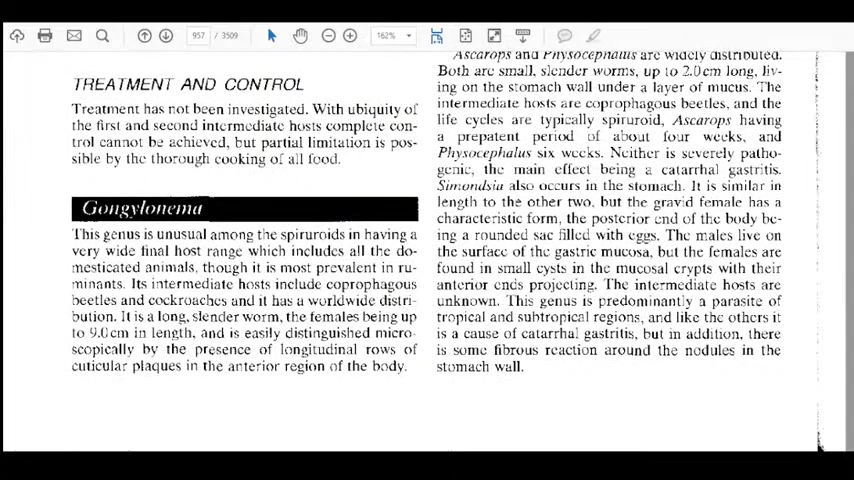 957 / 3509
162%
TREATMENT AND CONTROL
Treatment has not been investigated. With ubiquity of
the first and second intermediate hosts complete con-
trol cannot be achieved, but partial limitation is pos-
sible by the thorough cooking of all food.
Gongylonema
This genus is unusual among the spiruroids in having a
very wide final host range which includes all the do-
mesticated animals, though it is most prevalent in ru-
minants. Its intermediate hosts include coprophagous
beetles and cockroaches and it has a worldwide distri-
bution. It is a long, slender worm, the females being up
to 9.0cm in length, and is easily distinguished micro-
scopically by the presence of longitudinal rows of
cuticular plaques in the anterior region of the body.
Ascarops and Physocephalus are widely distributed.
Both are small, slender worms, up to 2.0cm long, liv-
ing on the stomach wall under a layer of mucus. The
intermediate hosts are coprophagous beetles, and the
life cycles are typically spiruroid, Ascarops having
a prepatent period of about four weeks, and
Physocephalus six weeks. Neither is severely patho-
genic, the main effect being a catarrhal gastritis.
Simondsia also occurs in the stomach. It is similar in
length to the other two, but the gravid female has a
characteristic form, the posterior end of the body be-
ing a rounded sac filled with eggs. The males live on
the surface of the gastric mucosa, but the females are
found in small cysts in the mucosal crypts with their
anterior ends projecting. The intermediate hosts are
unknown. This genus is predominantly a parasite of
tropical and subtropical regions, and like the others it
is a cause of catarrhal gastritis, but in addition, there
is some fibrous reaction around the nodules in the
stomach wall.